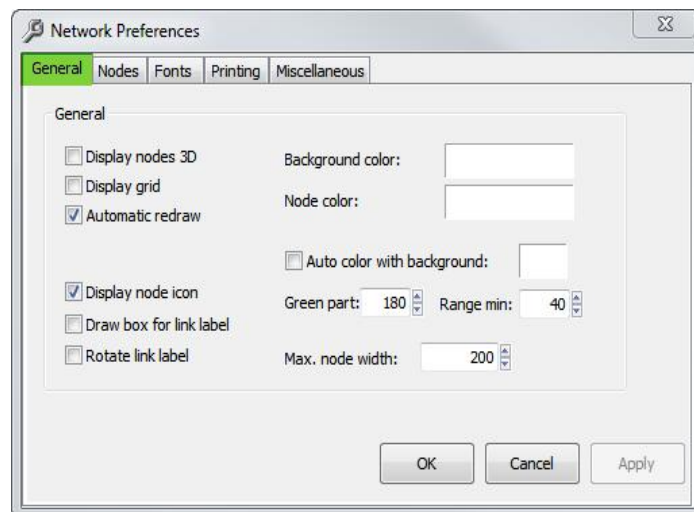 Network Preferences
General Nodes Fonts Printing Miscellaneous
General
Display nodes 3D
Display grid
Automatic redraw
Background color:
Node color:
Auto color with background:
Display node icon
Draw box for link label
Rotate link label
Green part: 180 Range min: 40
Max. node width: 200
OK Cancel Apply